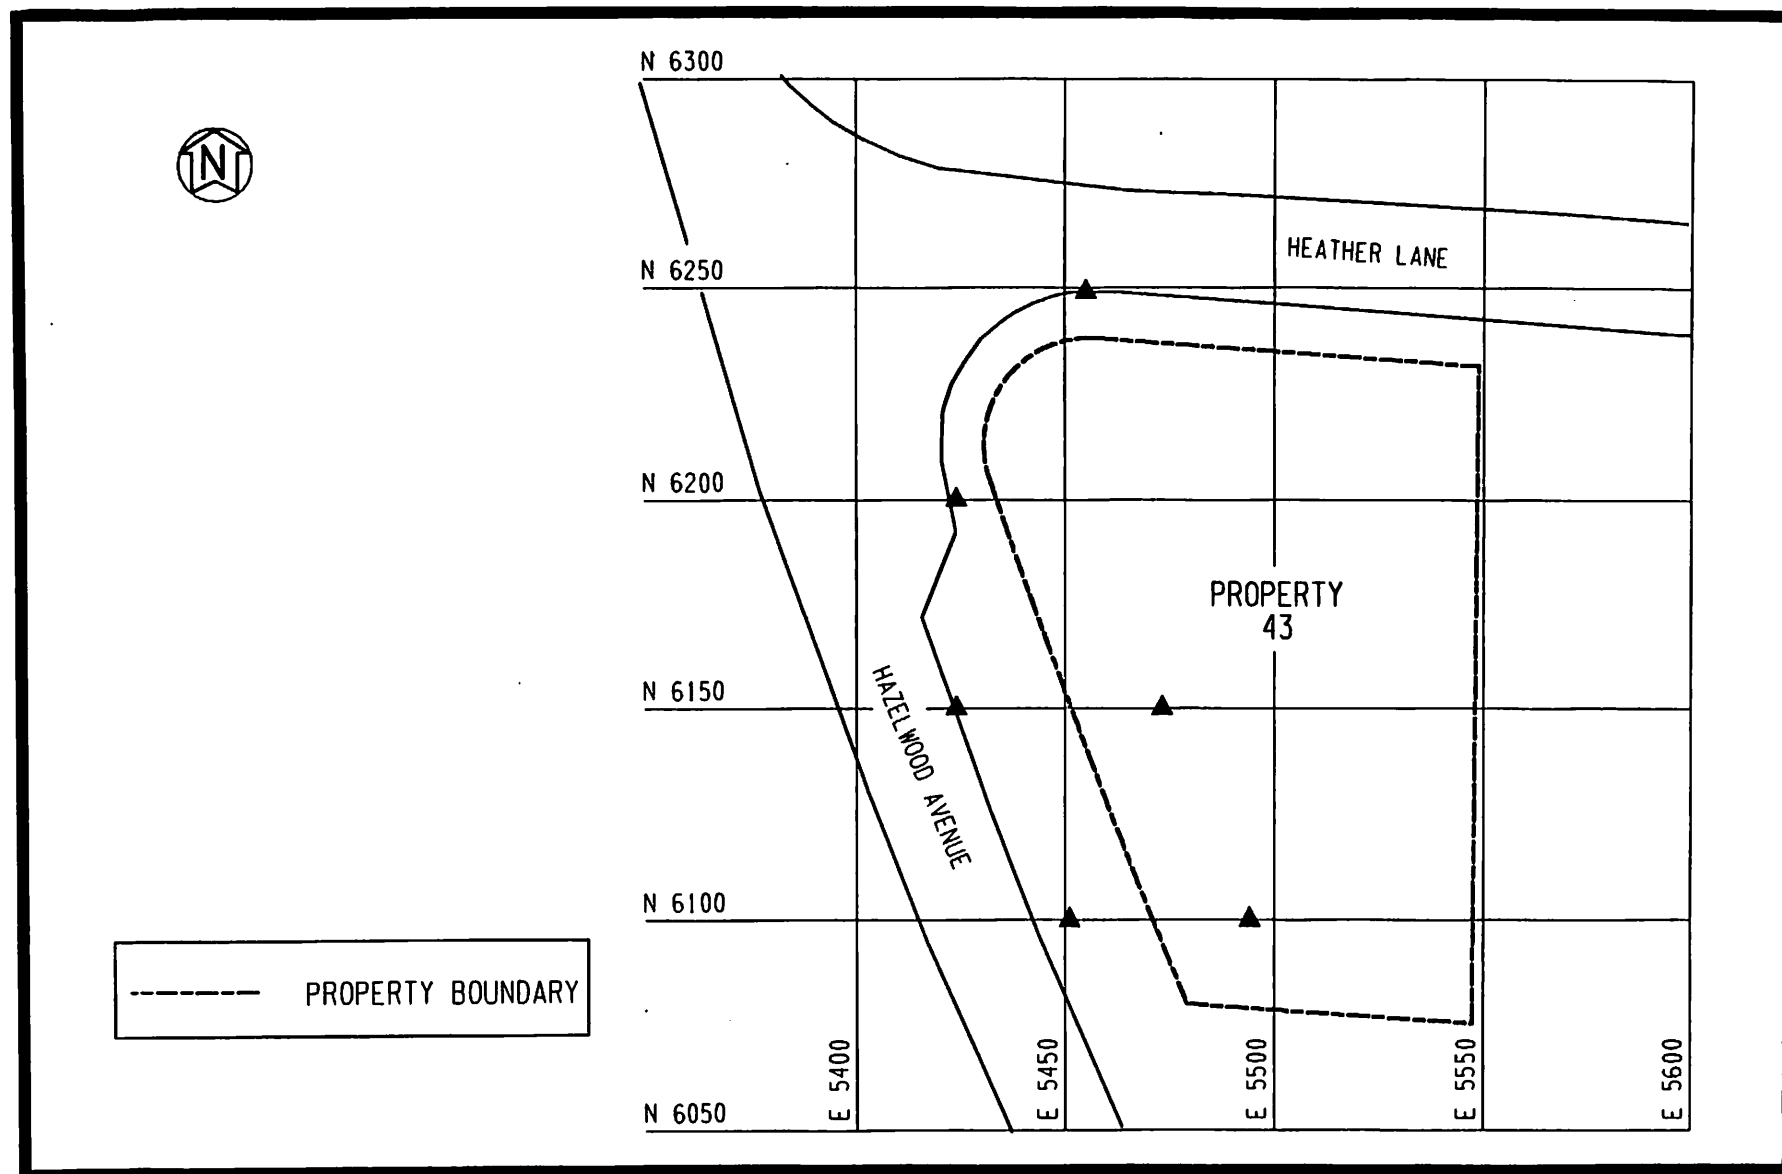 N 6300
N
HEATHER LANE
N 6250
N 6200
PROPERTY
43
N 6150
HAZELWOOD AVENUE
N 6100
PROPERTY BOUNDARY
E 5400
E 5450
E 5500
E 5550
E 5600
N 6050